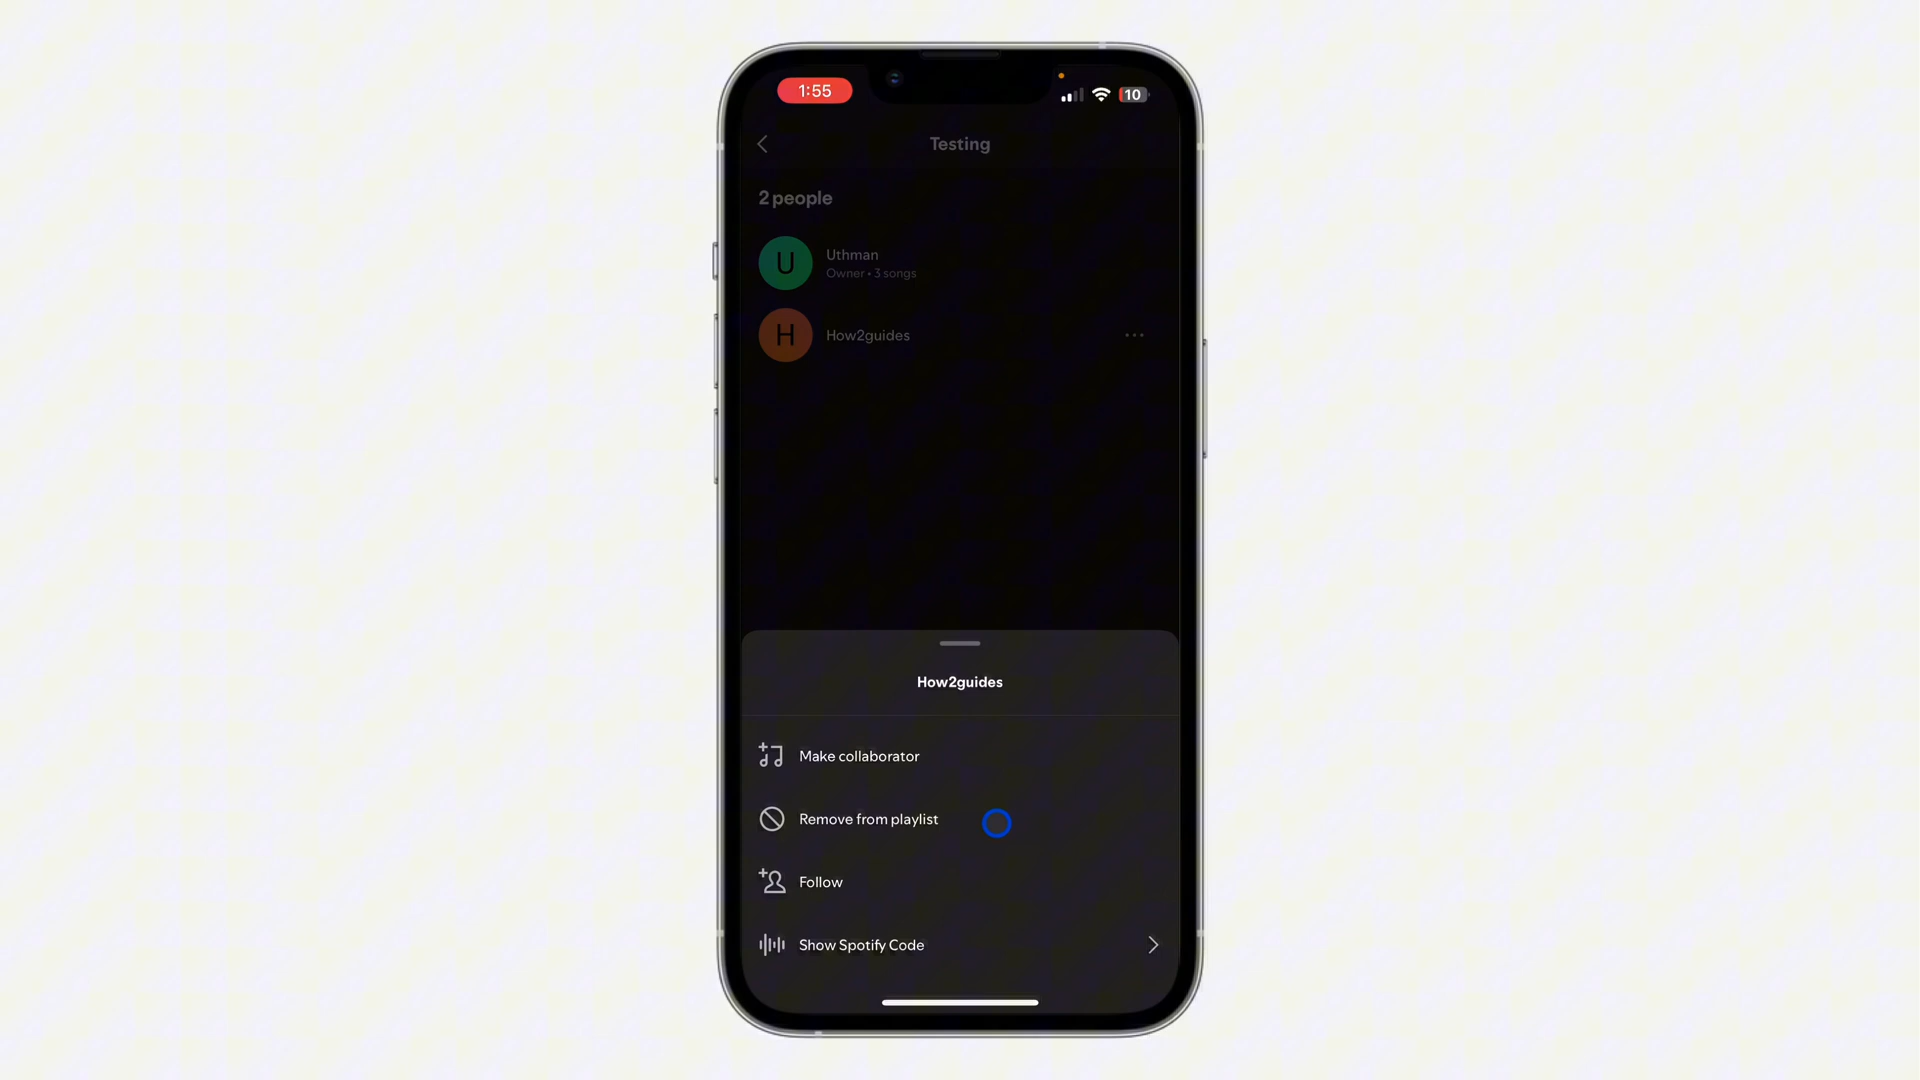 1:55
10
Testing
2 people
U
Uthman
Owner • 3 songs
H
How2guides
How2guides
Make collaborator
Remove from playlist
Follow
Show Spotify Code